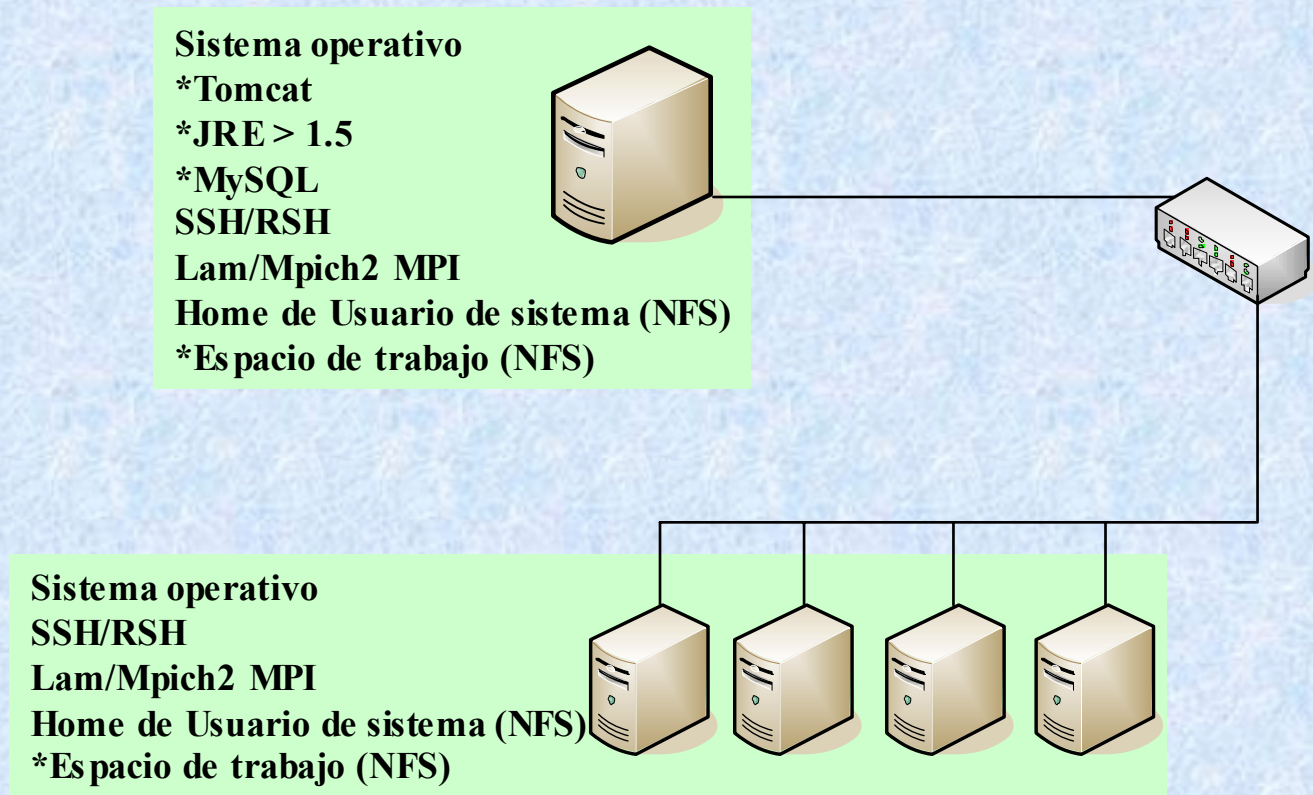 Sistema operativo
*Tomcat
*JRE > 1.5
*MySQL
SSH/RSH
Lam/Mpich2 MPI
Home de Usuario de sistema (NFS)
*Espacio de trabajo (NFS)
Sistema operativo
SSH/RSH
Lam/Mpich2 MPI
Home de Usuario de sistema (NFS)
*Espacio de trabajo (NFS)